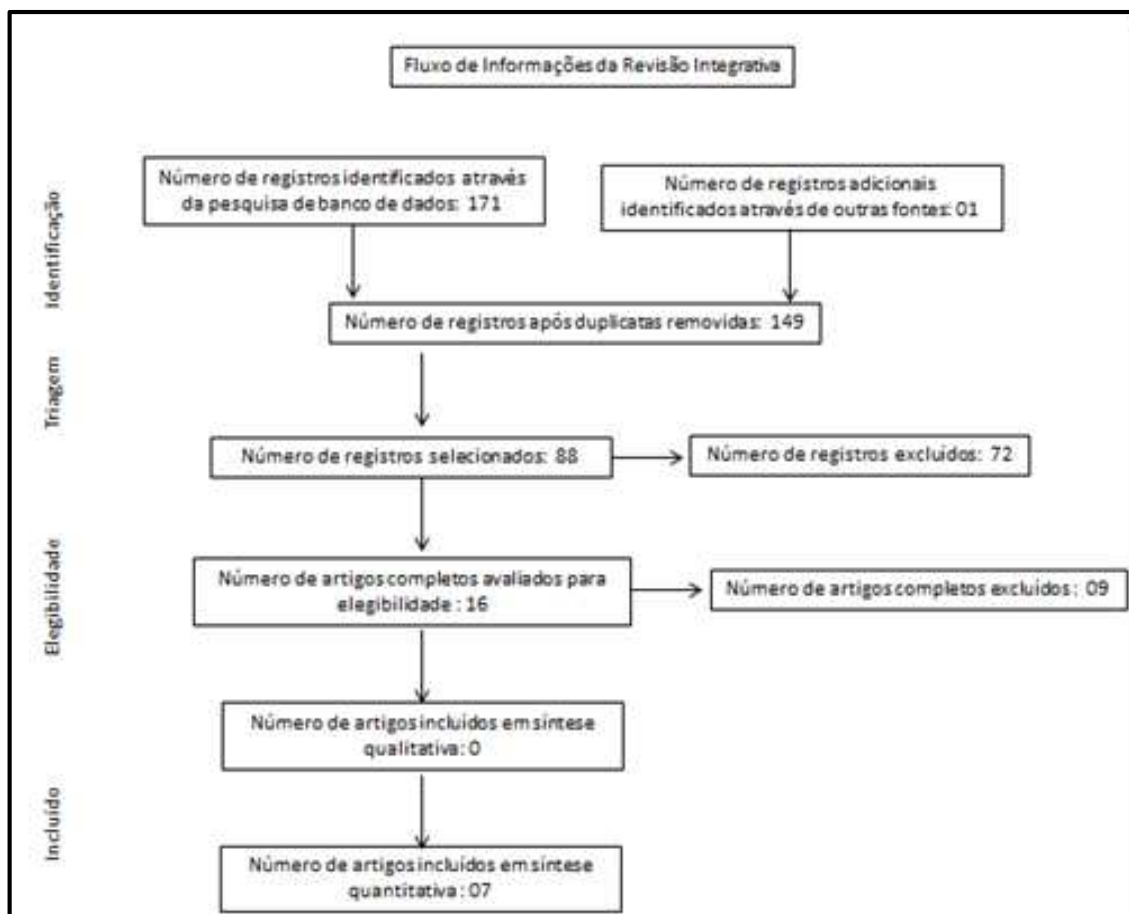 Fluxo de Informações da Revisão Integrativa
Identificação
Número de registros identificados através
da pesquisa de banco de dados: 171
Número de registros adicionais
identificados através de outras fontes: 01
Número de registros após duplicatas removidas: 149
Triagem
Número de registros selecionados: 88
Número de registros excluídos: 72
Elegibilidade
Número de artigos completos avaliados para
elegibilidade : 16
Número de artigos completos excluídos : 09
Número de artigos incluídos em síntese
qualitativa : 0
Incluído
Número de artigos incluídos em síntese
quantitativa : 07